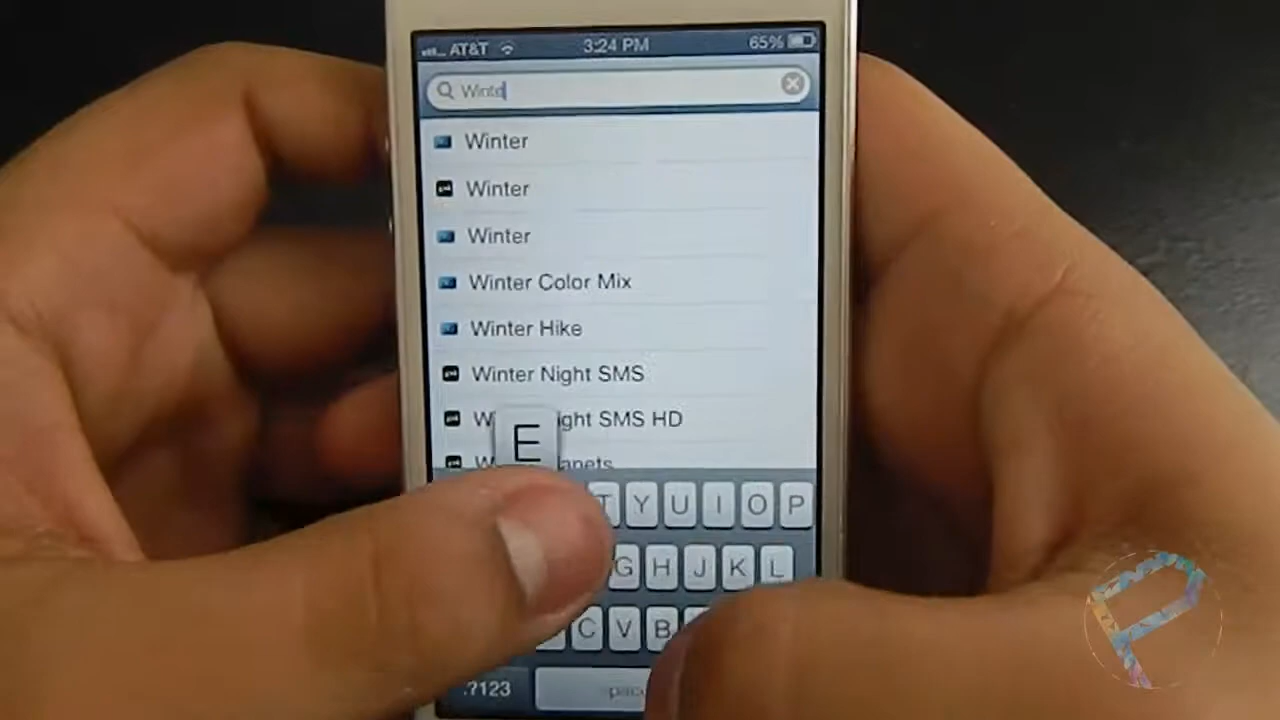 AT&T 3:24 PM 65%
Winte
Winter
Winter
Winter
Winter Color Mix
Winter Hike
Winter Night SMS
ight SMS HD
E
T Y U I O P
G H J K L
C V B
.?123